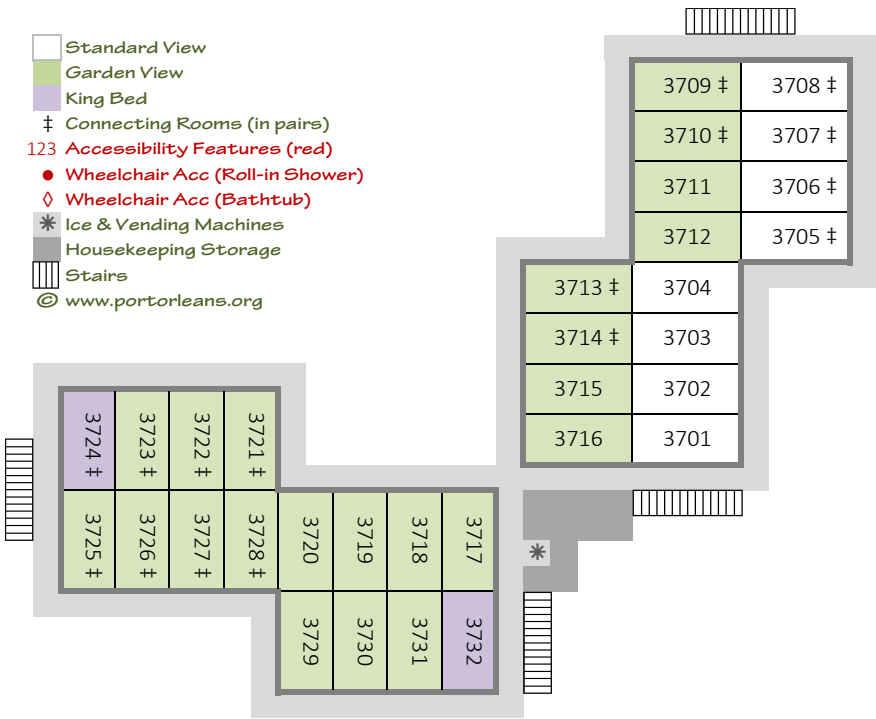 Standard View
Garden View
King Bed
‡ Connecting Rooms (in pairs)
123 Accessibility Features (red)
● Wheelchair Acc (Roll-in Shower)
◊ Wheelchair Acc (Bathtub)
Ice & Vending Machines
Housekeeping Storage
Stairs
© www.portorleans.org
3709 ‡ 3708 ‡
3710 ‡ 3707 ‡
3711 3706 ‡
3712 3705 ‡
3713 ‡ 3704
3714 ‡ 3703
3715 3702
3716 3701
3724 ‡ 3723 ‡ 3722 ‡ 3721 ‡
3725 ‡ 3726 ‡ 3727 ‡ 3728 ‡ 3720 3719 3718 3717
3729 3730 3731 3732